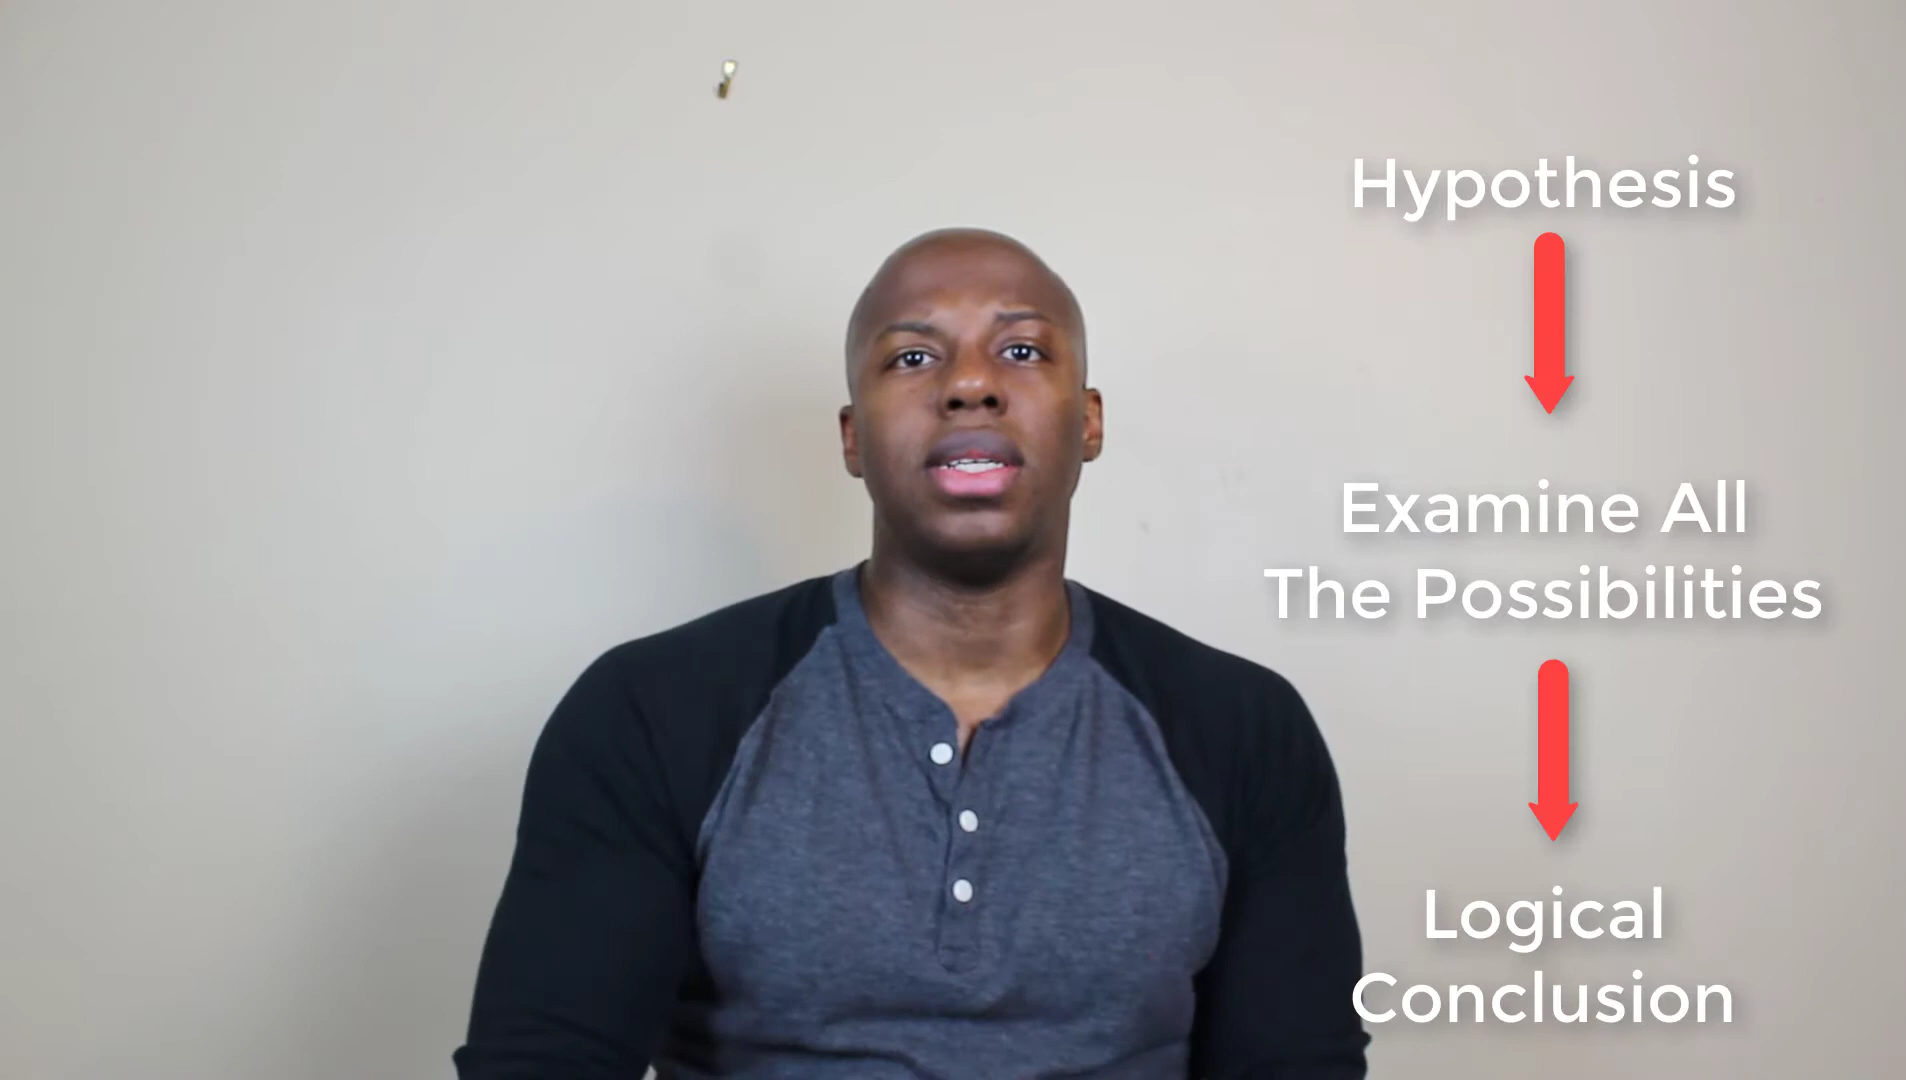 Hypothesis
Examine All
The Possibilities
Logical
Conclusion